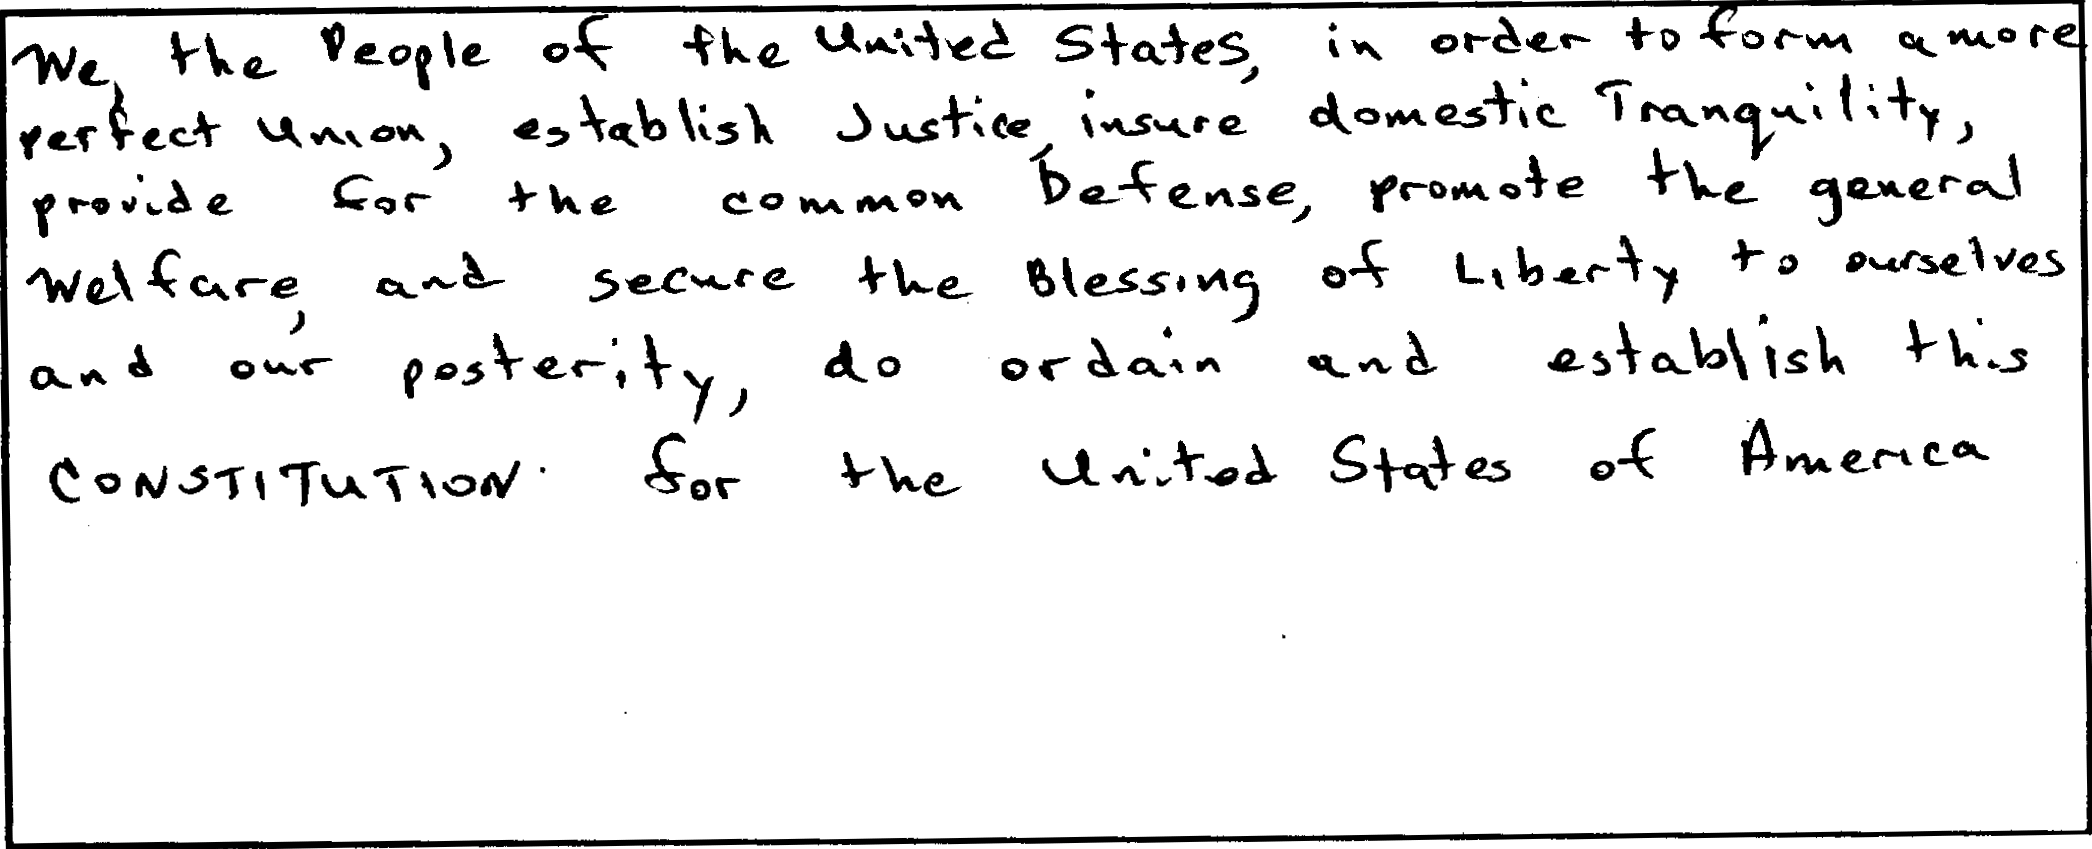 We, the People of the United States, in order to form a more
perfect Union, establish Justice, insure domestic Tranquility,
provide for the common Defense, promote the general
Welfare, and secure the Blessing of Liberty to ourselves
and our posterity, do ordain and establish this
CONSTITUTION for the United States of America